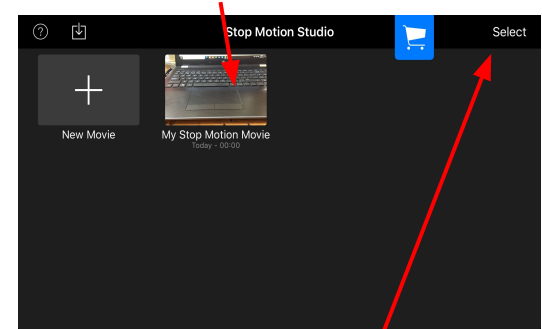 Stop Motion Studio
Select
New Movie
My Stop Motion Movie
Today - 00:00